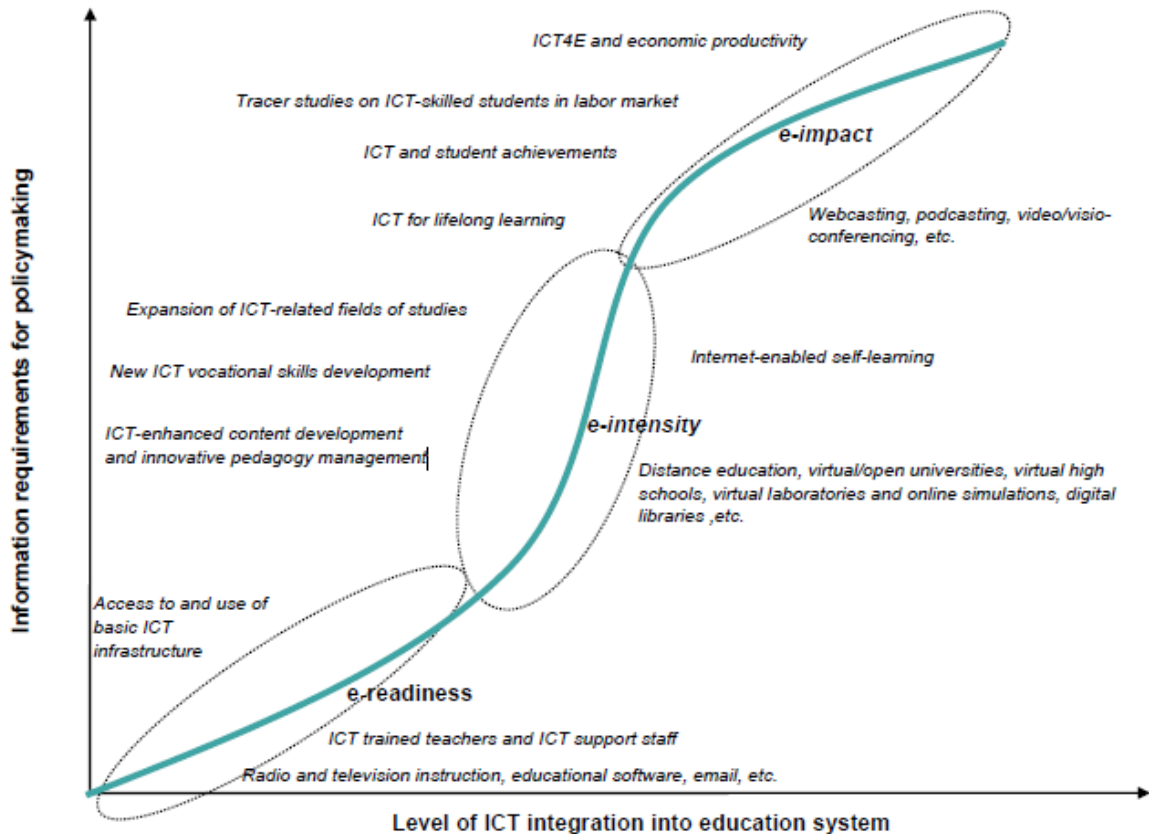 ICT4E and economic productivity
Tracer studies on ICT-skilled students in labor market
e-impact
ICT and student achievements
ICT for lifelong learning
Webcasting, podcasting, video/visio-
conferencing, etc.
Expansion of ICT-related fields of studies
Internet-enabled self-learning
New ICT vocational skills development
e-intensity
ICT-enhanced content development
and innovative pedagogy management
Distance education, virtual/open universities, virtual high
schools, virtual laboratories and online simulations, digital
libraries ,etc.
Access to and use of
basic ICT
infrastructure
e-readiness
ICT trained teachers and ICT support staff
Radio and television instruction, educational software, email, etc.
Information requirements for policymaking
Level of ICT integration into education system